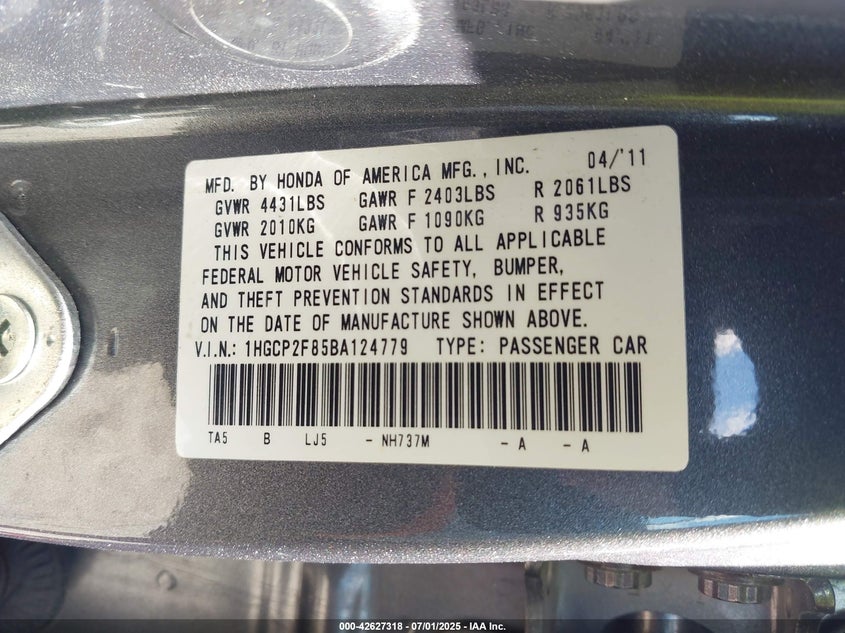 MFD. BY HONDA OF AMERICA MFG., INC. 04/'11
GVWR 4431LBS GAWR F 2403LBS R 2061LBS
GVWR 2010KG GAWR F 1090KG R 935KG
THIS VEHICLE CONFORMS TO ALL APPLICABLE
FEDERAL MOTOR VEHICLE SAFETY, BUMPER,
AND THEFT PREVENTION STANDARDS IN EFFECT
ON THE DATE OF MANUFACTURE SHOWN ABOVE.
V.I.N.: 1HGCP2F85BA124779 TYPE: PASSENGER CAR
TA5 B LJ5 - NH737M - A - A
000-42627318 - 07/01/2025 - IAA Inc.